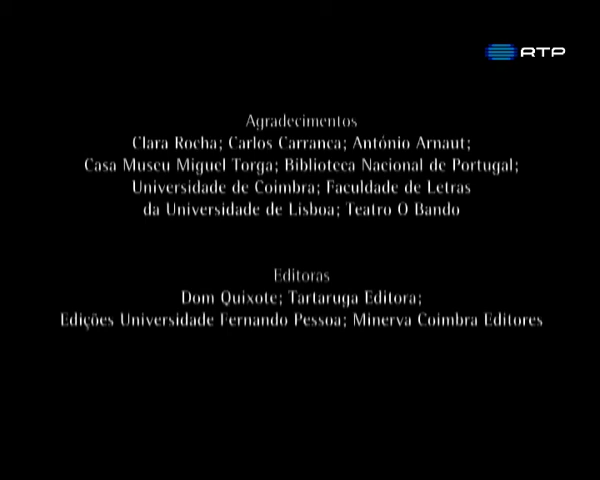 RTP
Agradecimentos
Clara Rocha; Carlos Carranca; António Arnaut;
Casa Museu Miguel Torga; Biblioteca Nacional de Portugal;
Universidade de Coimbra; Faculdade de Letras
da Universidade de Lisboa; Teatro O Bando
Editoras
Dom Quixote; Tartaruga Editora;
Edições Universidade Fernando Pessoa; Minerva Coimbra Editores